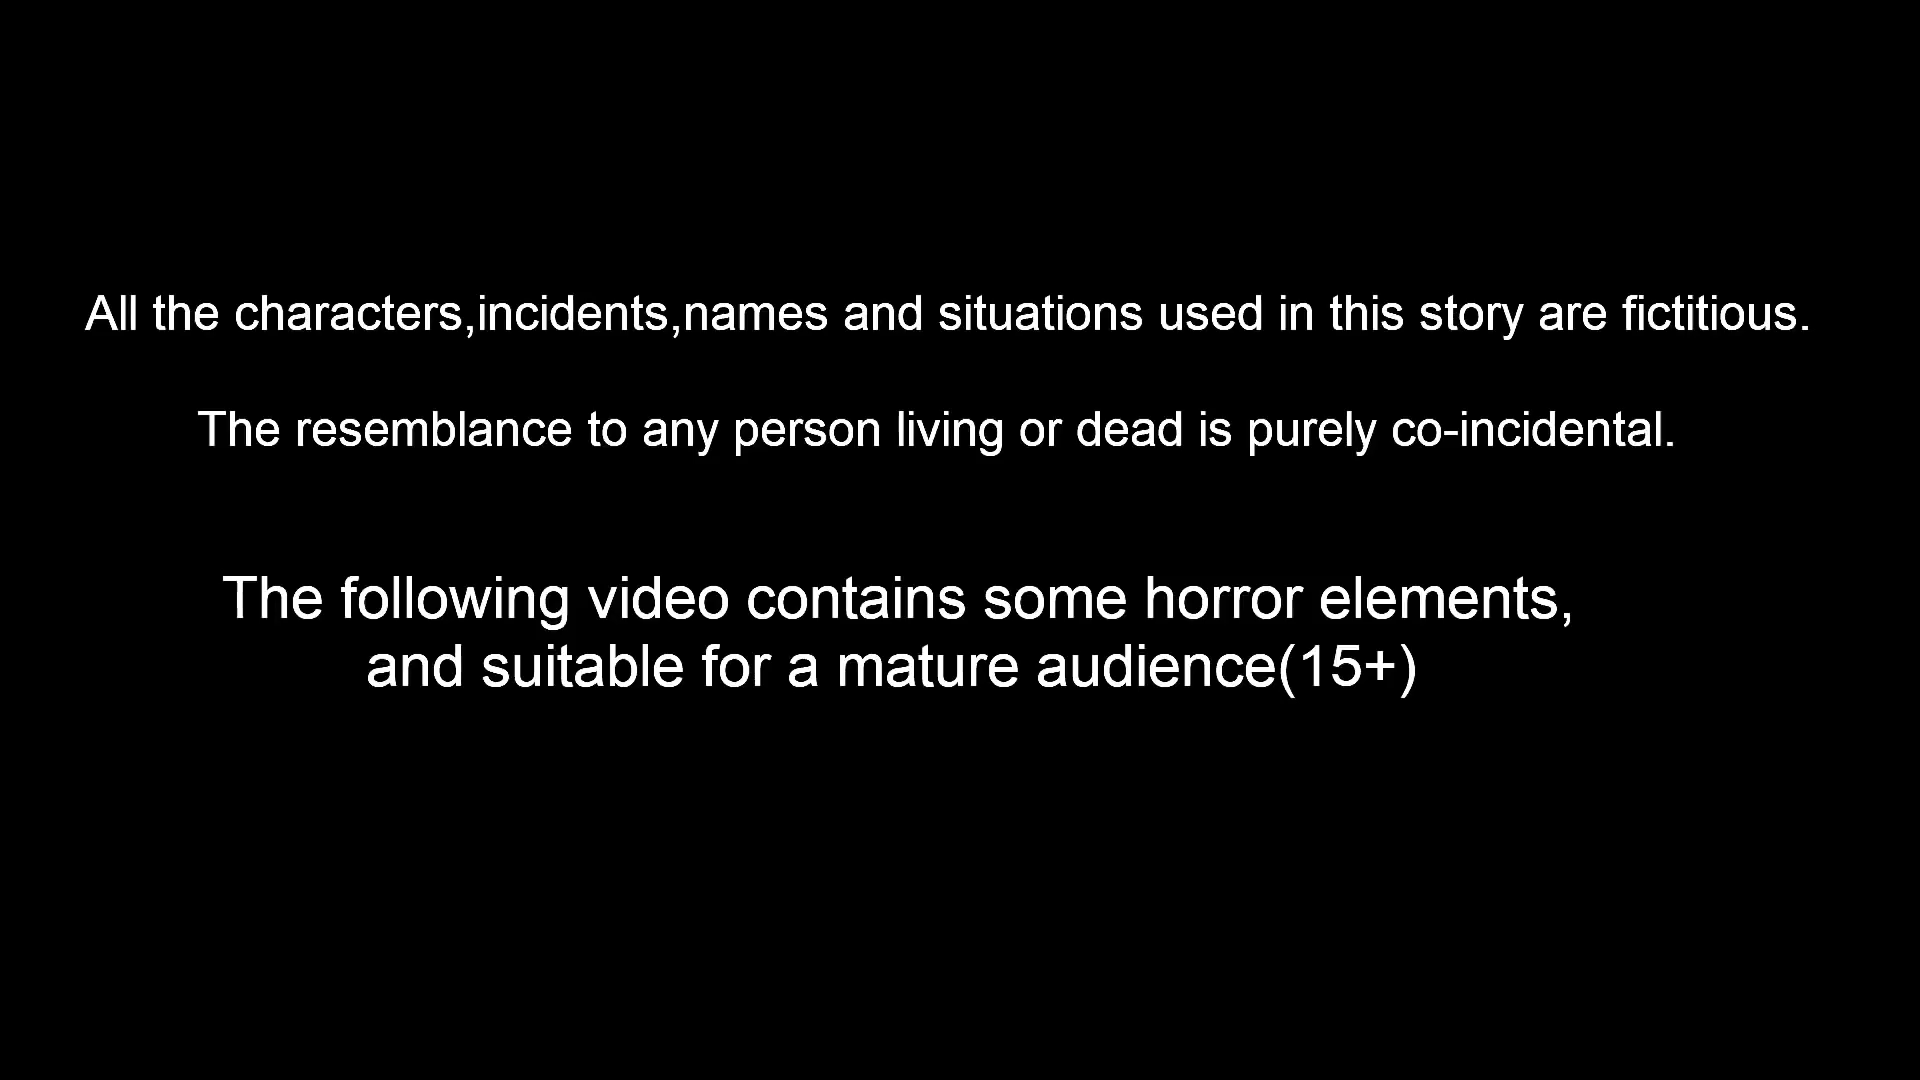 All the characters,incidents,names and situations used in this story are fictitious.
The resemblance to any person living or dead is purely co-incidental.
The following video contains some horror elements,
and suitable for a mature audience(15+)